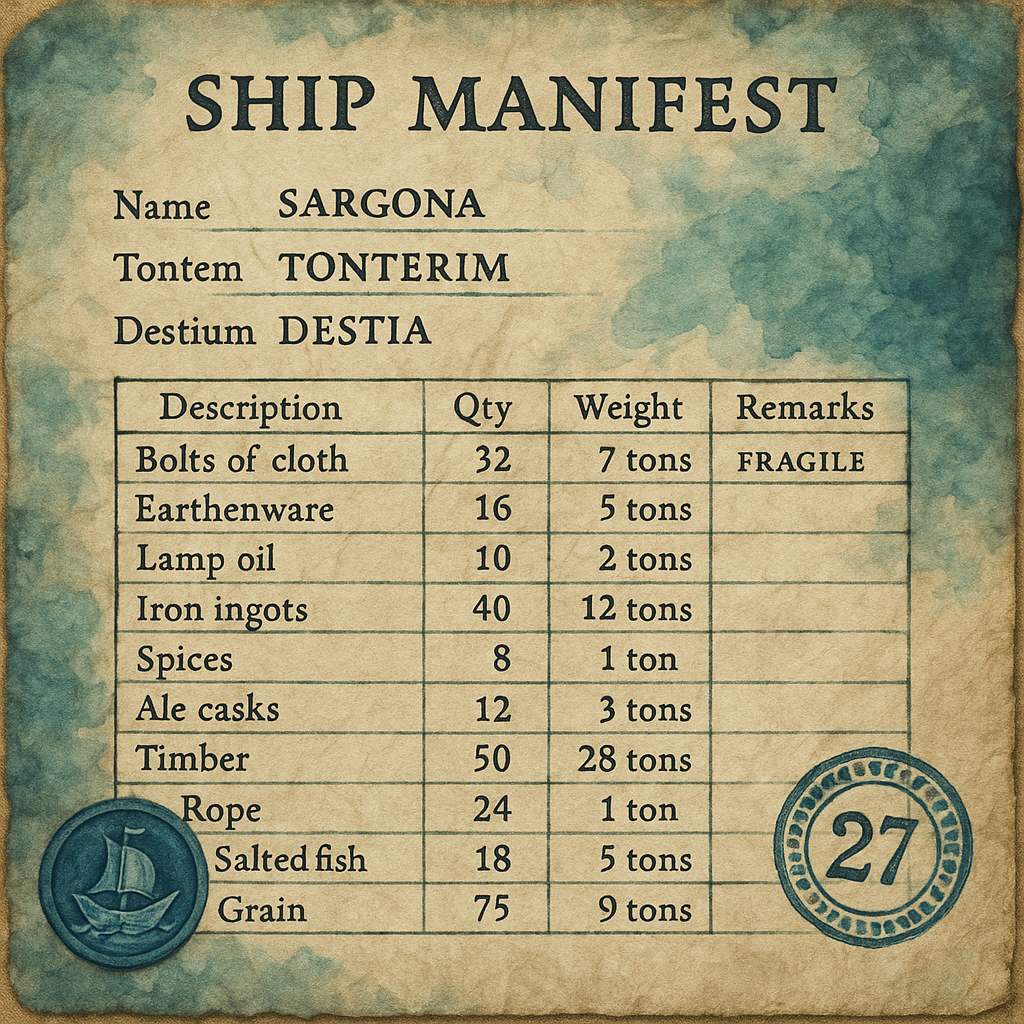 SHIP MANIFEST
Name SARGONA
Tontem TONTERIM
Destium DESTIA
Description Qty Weight Remarks
Bolts of cloth 32 7 tons FRAGILE
Earthenware 16 5 tons
Lamp oil 10 2 tons
Iron ingots 40 12 tons
Spices 8 1 ton
Ale casks 12 3 tons
Timber 50 28 tons
Rope 24 1 ton
Salted fish 18 5 tons
Grain 75 9 tons
27